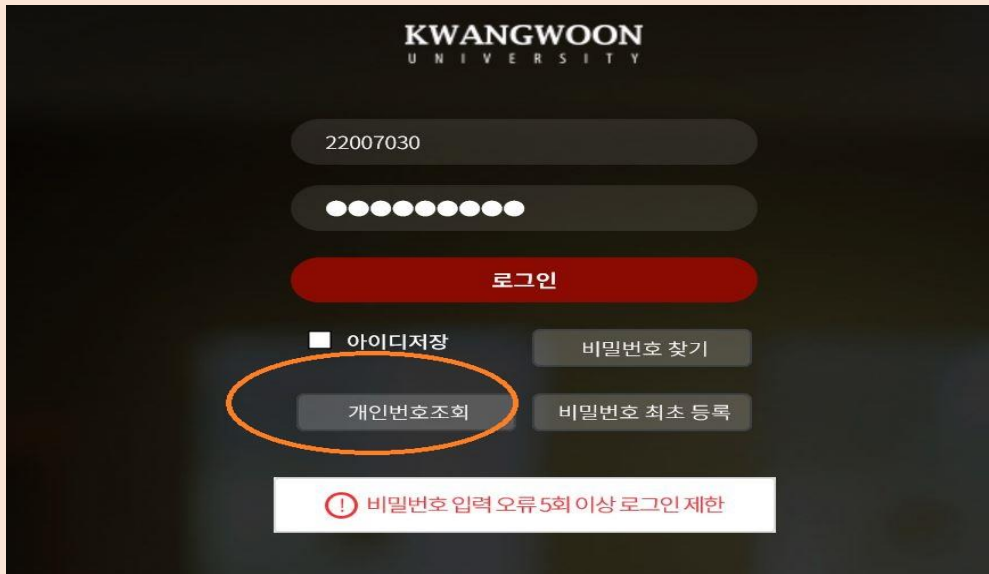 KWANGWOON
UNIVERSITY
22007030
로그인
아이디저장
비밀번호 찾기
개인번호조회
비밀번호 최초 등록
비밀번호 입력 오류 5회 이상 로그인 제한